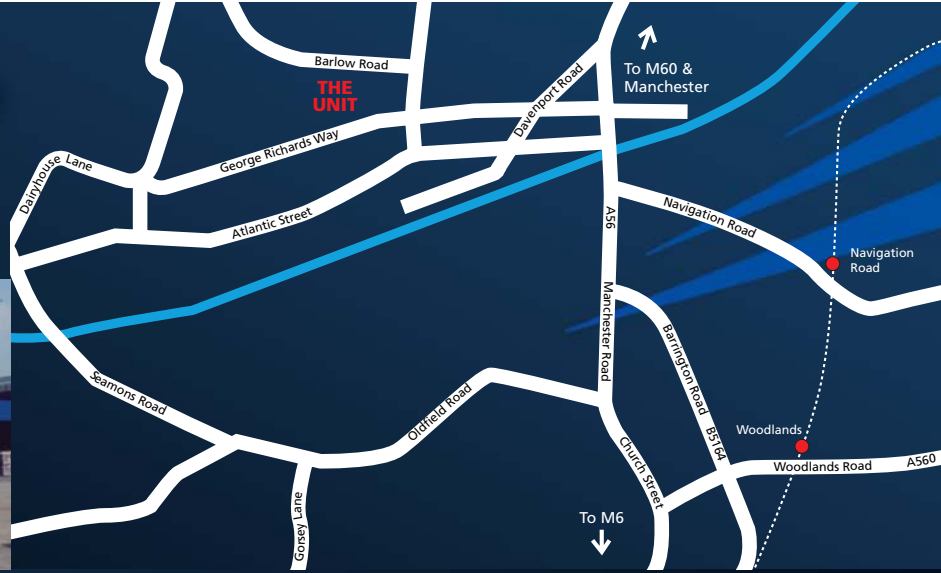 Barlow Road
THE
UNIT
To M60 &
Manchester
Davenport Road
George Richards Way
Dairyhouse Lane
Atlantic Street
A56
Navigation Road
Navigation
Road
Manchester Road
Barrington Road
B5164
Seamons Road
Oldfield Road
Woodlands
Woodlands Road
A560
Church Street
Gorsey Lane
To M6